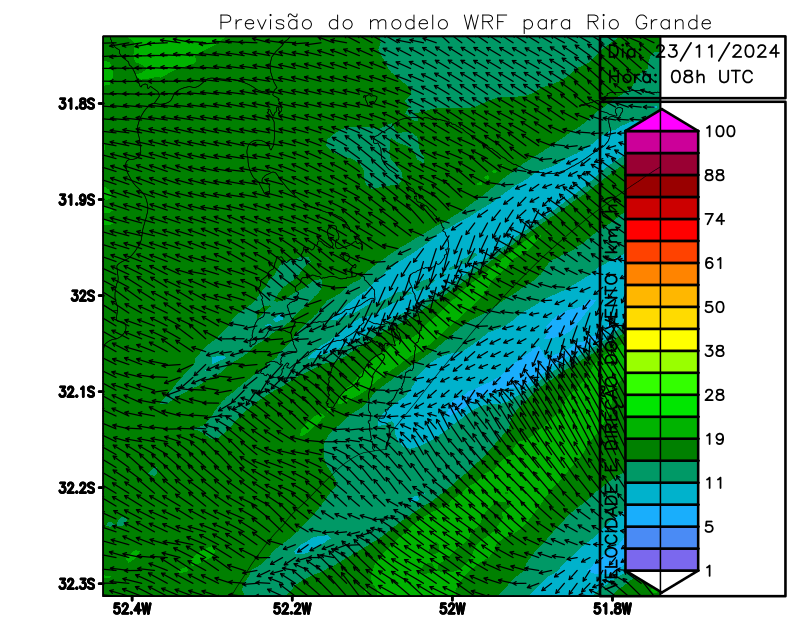 Previsão do modelo WRF para Rio Grande
Dia: 23/11/2024
Hora: 08h UTC
31.8S
31.9S
32S
32.1S
32.2S
32.3S
52.4W
52.2W
52W
51.8W
VELOCIDADE E DIREÇÃO DO VENTO (km/h)
100
88
74
61
50
38
28
19
11
5
1